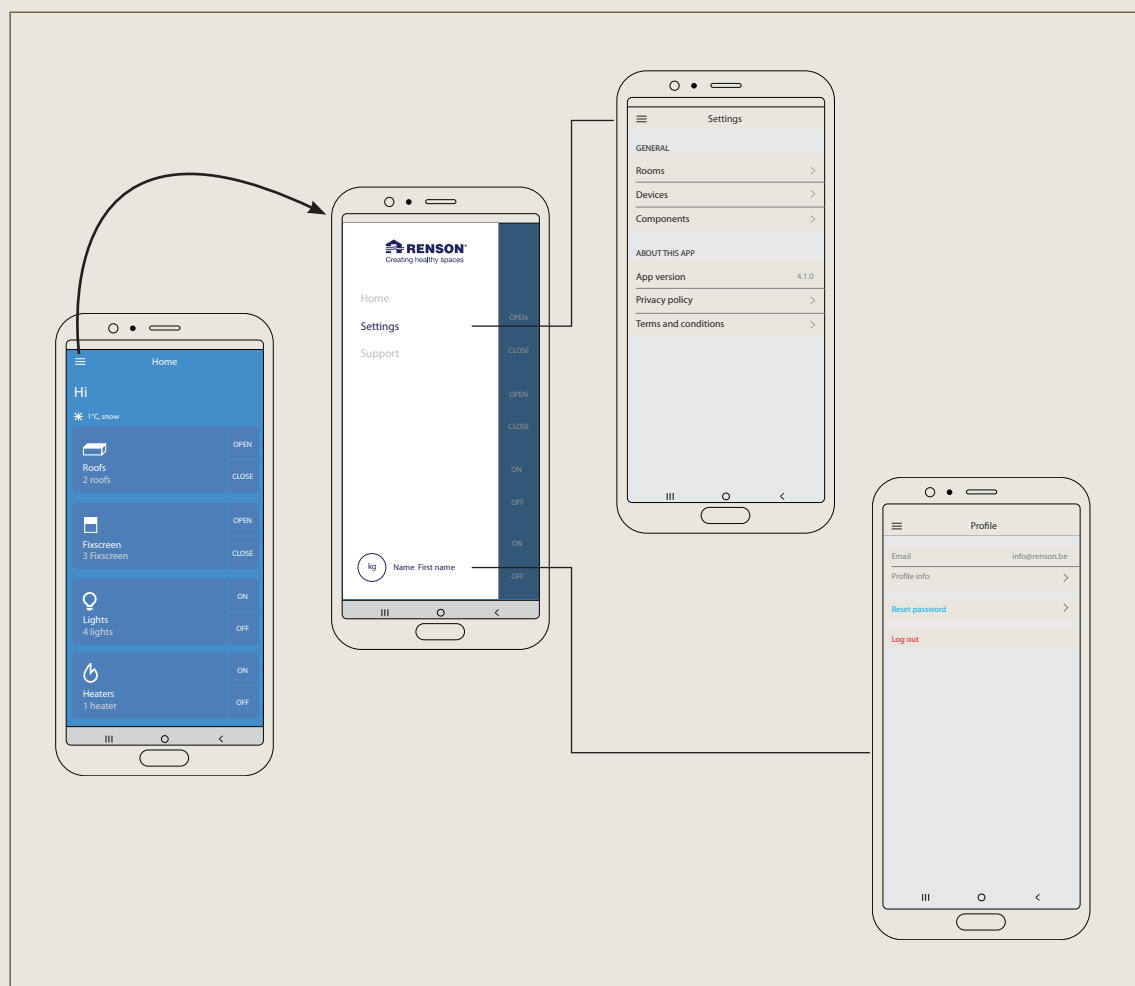 Home
Hi
1°C, snow
Roofs
2 roofs
OPEN
CLOSE
Fixscreen
3 Fixscreen
OPEN
CLOSE
Lights
4 lights
ON
OFF
Heaters
1 heater
ON
OFF
RENSON®
Creating healthy spaces
Home
Settings
Support
OPEN
CLOSE
OPEN
CLOSE
ON
OFF
ON
OFF
kg
Name First name
Settings
GENERAL
Rooms
Devices
Components
ABOUT THIS APP
App version 4.1.0
Privacy policy
Terms and conditions
Profile
Email info@renson.be
Profile info
Reset password
Log out